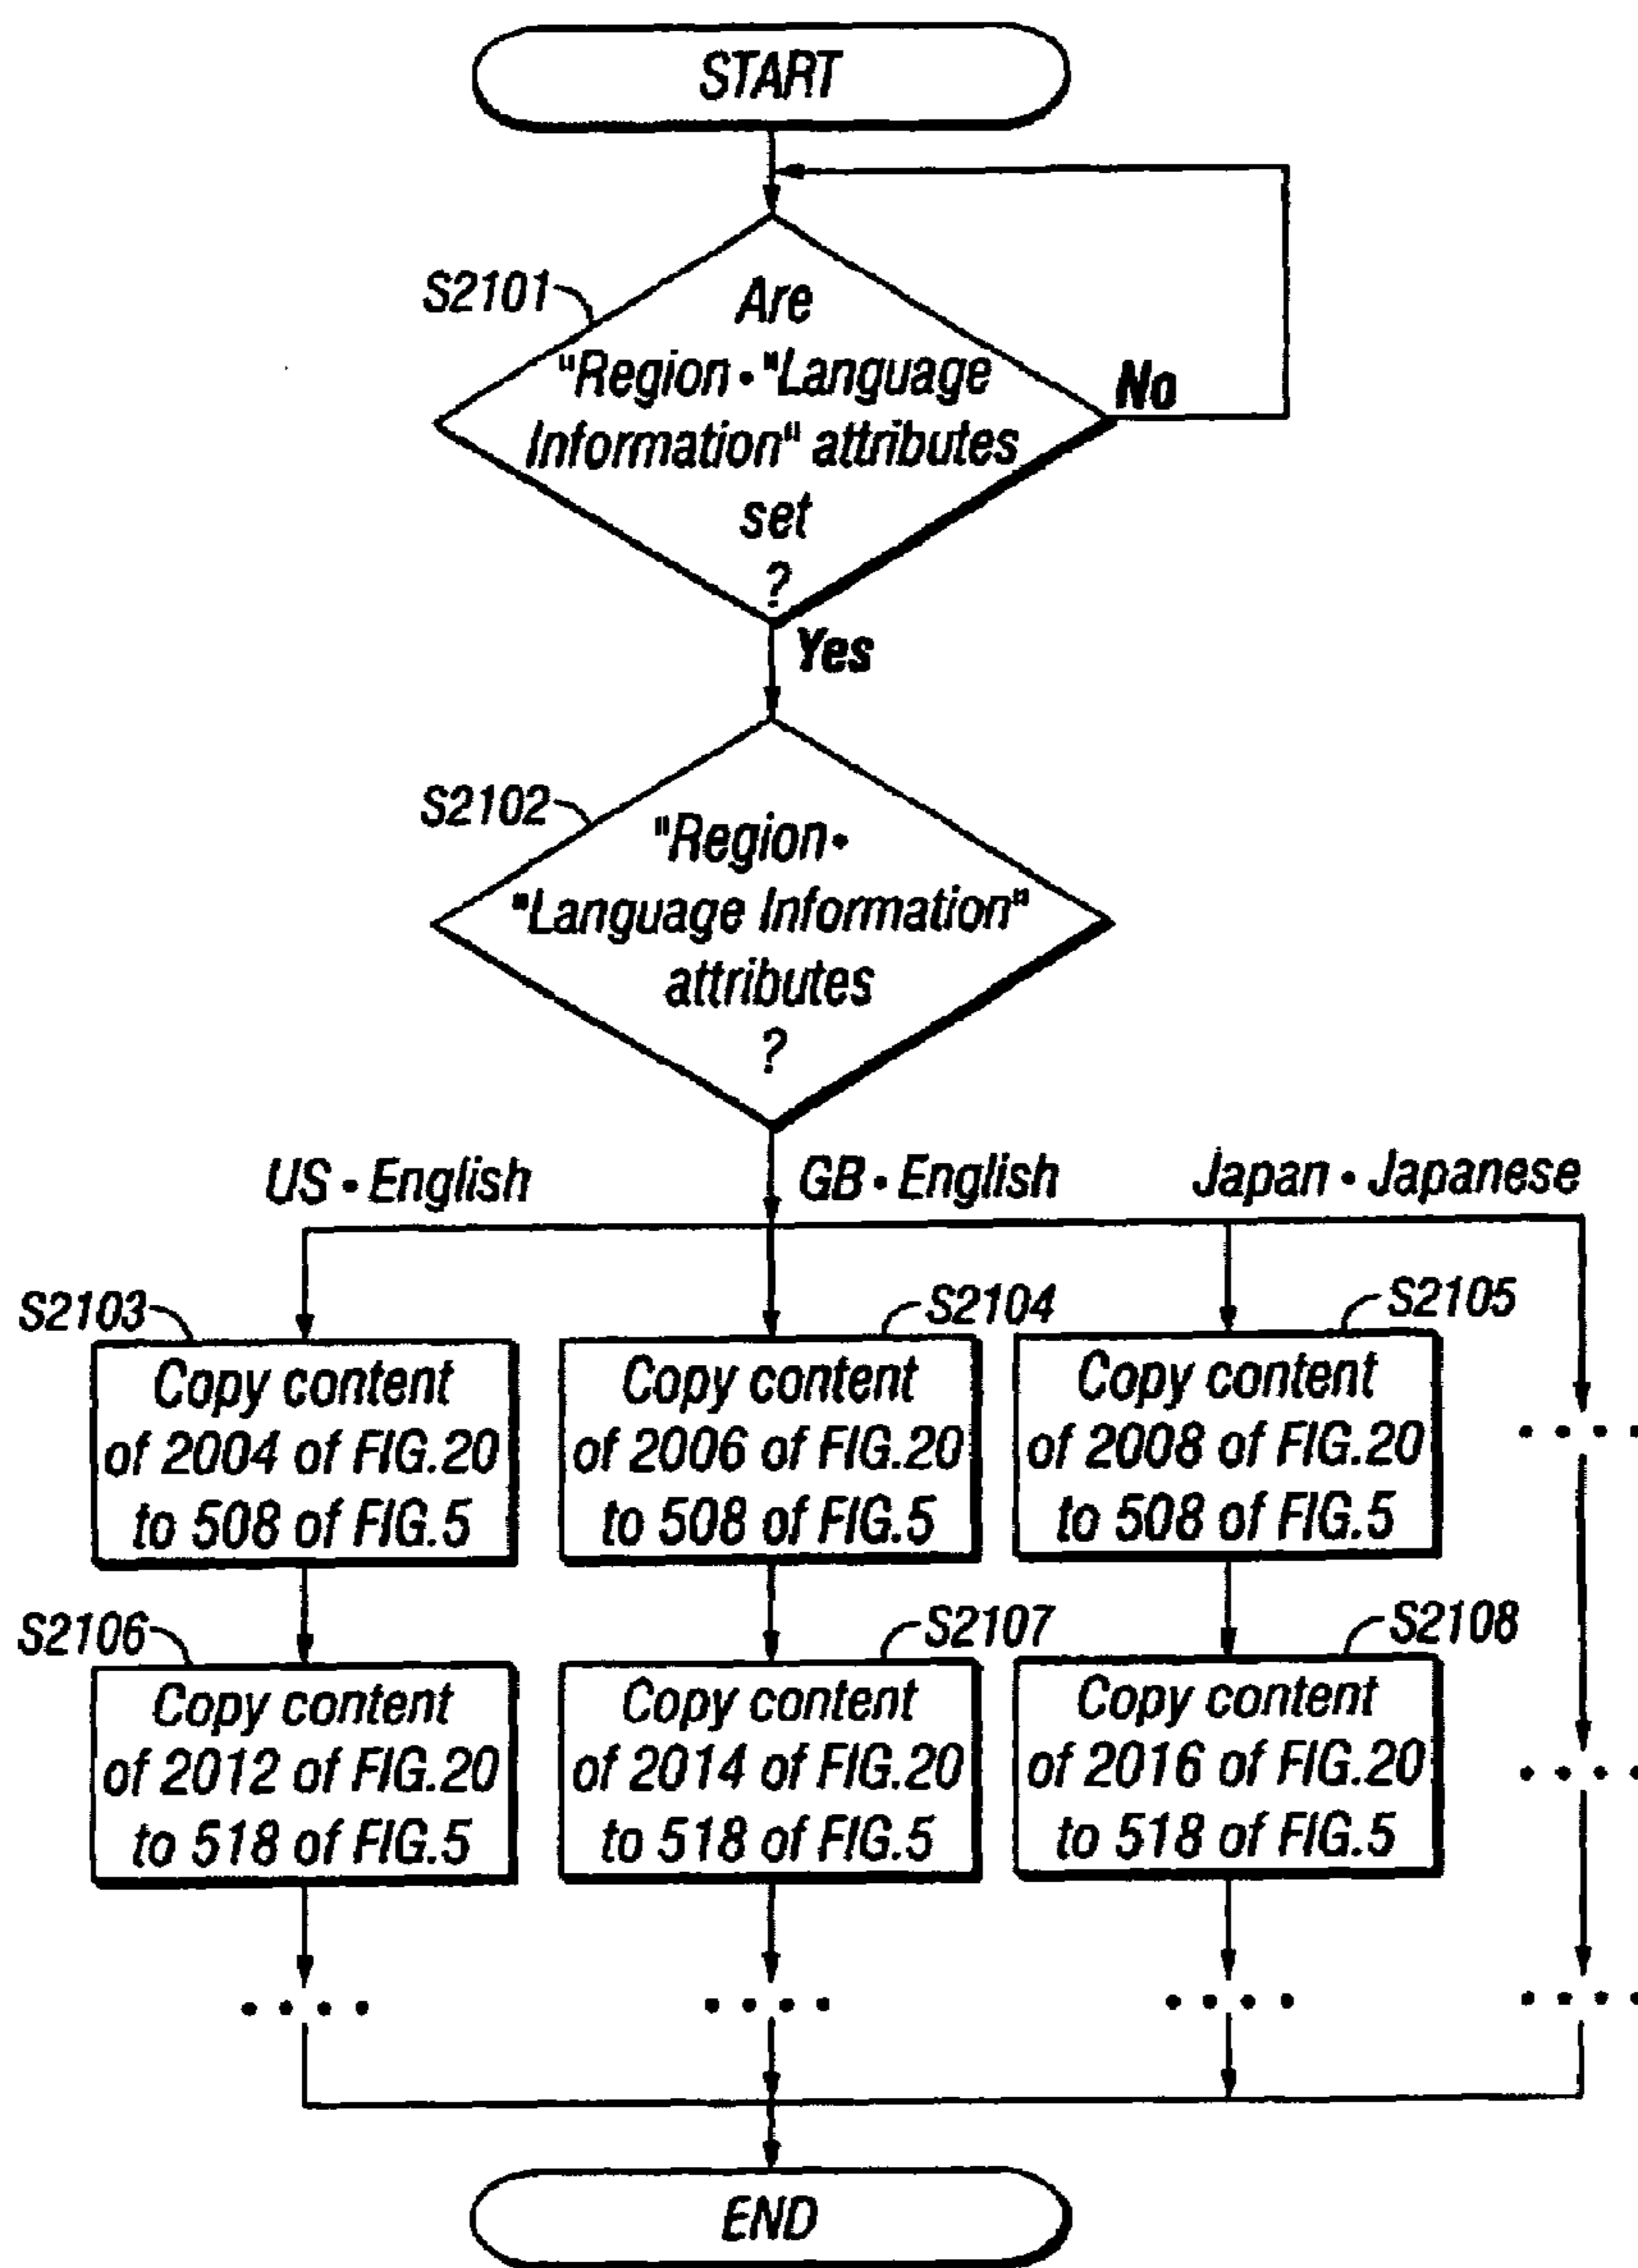 START
S2101
Are
"Region·"Language
Information" attributes
set
?
No
Yes
S2102
"Region·
"Language Information"
attributes
?
US·English
GB·English
Japan·Japanese
S2103
Copy content
of 2004 of FIG.20
to 508 of FIG.5
S2104
Copy content
of 2006 of FIG.20
to 508 of FIG.5
S2105
Copy content
of 2008 of FIG.20
to 508 of FIG.5
....
S2106
Copy content
of 2012 of FIG.20
to 518 of FIG.5
S2107
Copy content
of 2014 of FIG.20
to 518 of FIG.5
S2108
Copy content
of 2016 of FIG.20
to 518 of FIG.5
....
.... .... .... ....
END